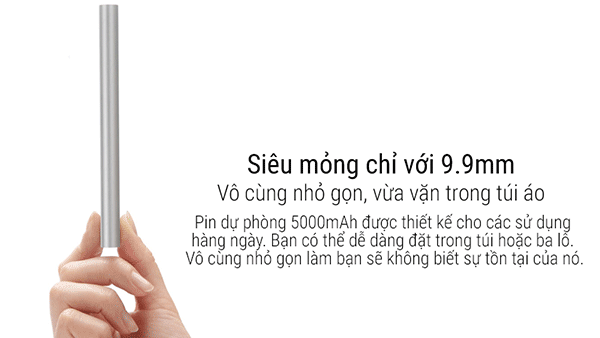 Siêu mỏng chỉ với 9.9mm
Vô cùng nhỏ gọn, vừa vặn trong túi áo
Pin dự phòng 5000mAh được thiết kế cho các sử dụng
hàng ngày. Bạn có thể dễ dàng đặt trong túi hoặc ba lô.
Vô cùng nhỏ gọn làm bạn sẽ không biết sự tồn tại của nó.